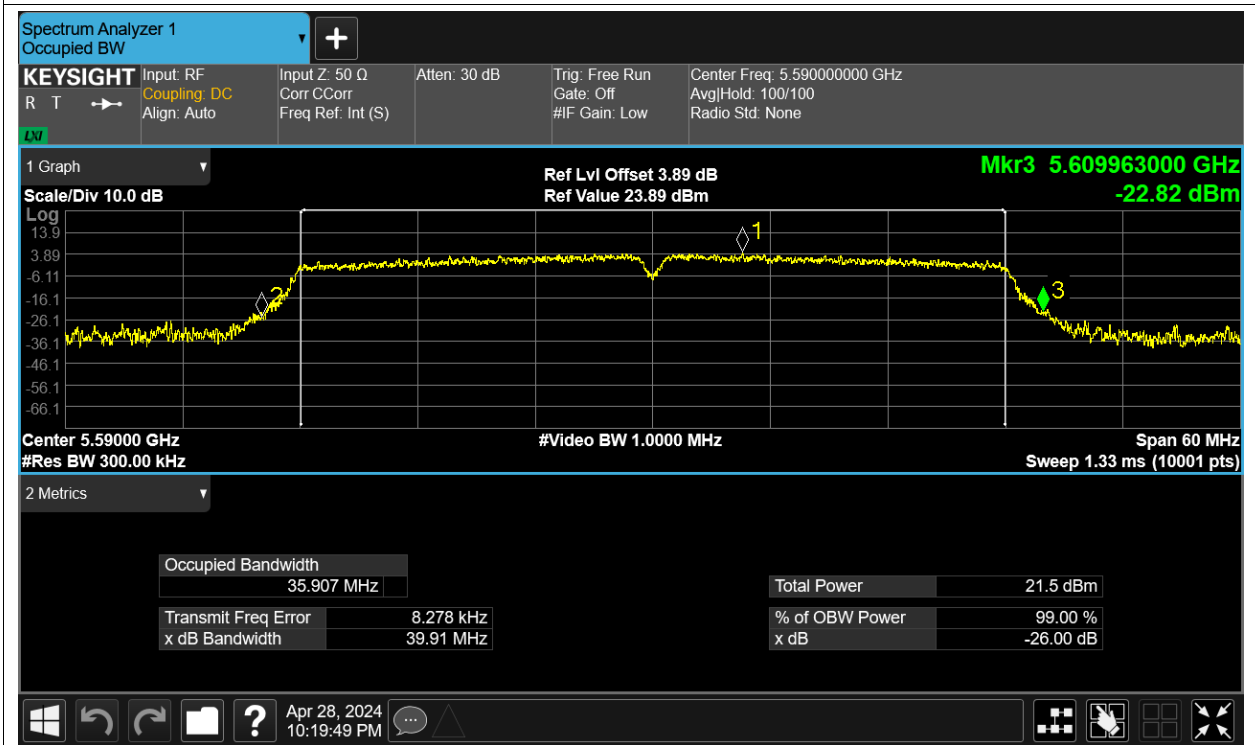 Spectrum Analyzer 1
Occupied BW
KEYSIGHT
R T
LXI
Input: RF
Coupling: DC
Align: Auto
Input Z: 50 Ω
Corr CCorr
Freq Ref: Int (S)
Atten: 30 dB
Trig: Free Run
Gate: Off
#IF Gain: Low
Center Freq: 5.590000000 GHz
Avg|Hold: 100/100
Radio Std: None
1 Graph
Scale/Div 10.0 dB
Ref Lvl Offset 3.89 dB
Ref Value 23.89 dBm
Mkr3 5.609963000 GHz
-22.82 dBm
Log
13.9
3.89
-6.11
-16.1
-26.1
-36.1
-46.1
-56.1
-66.1
1
2
3
Center 5.59000 GHz
#Video BW 1.0000 MHz
Span 60 MHz
#Res BW 300.00 kHz
Sweep 1.33 ms (10001 pts)
2 Metrics
Occupied Bandwidth
35.907 MHz
Total Power 21.5 dBm
Transmit Freq Error 8.278 kHz
% of OBW Power 99.00 %
x dB Bandwidth 39.91 MHz
x dB -26.00 dB
?
Apr 28, 2024
10:19:49 PM